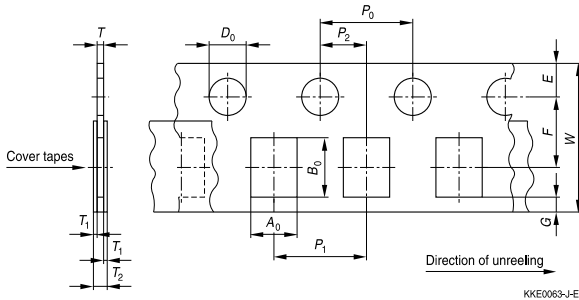 T
D0
P0
P2
E
F
W
Cover tapes
B0
T1
T1
T2
A0
P1
G
Direction of unreeling
KKE0063-J-E